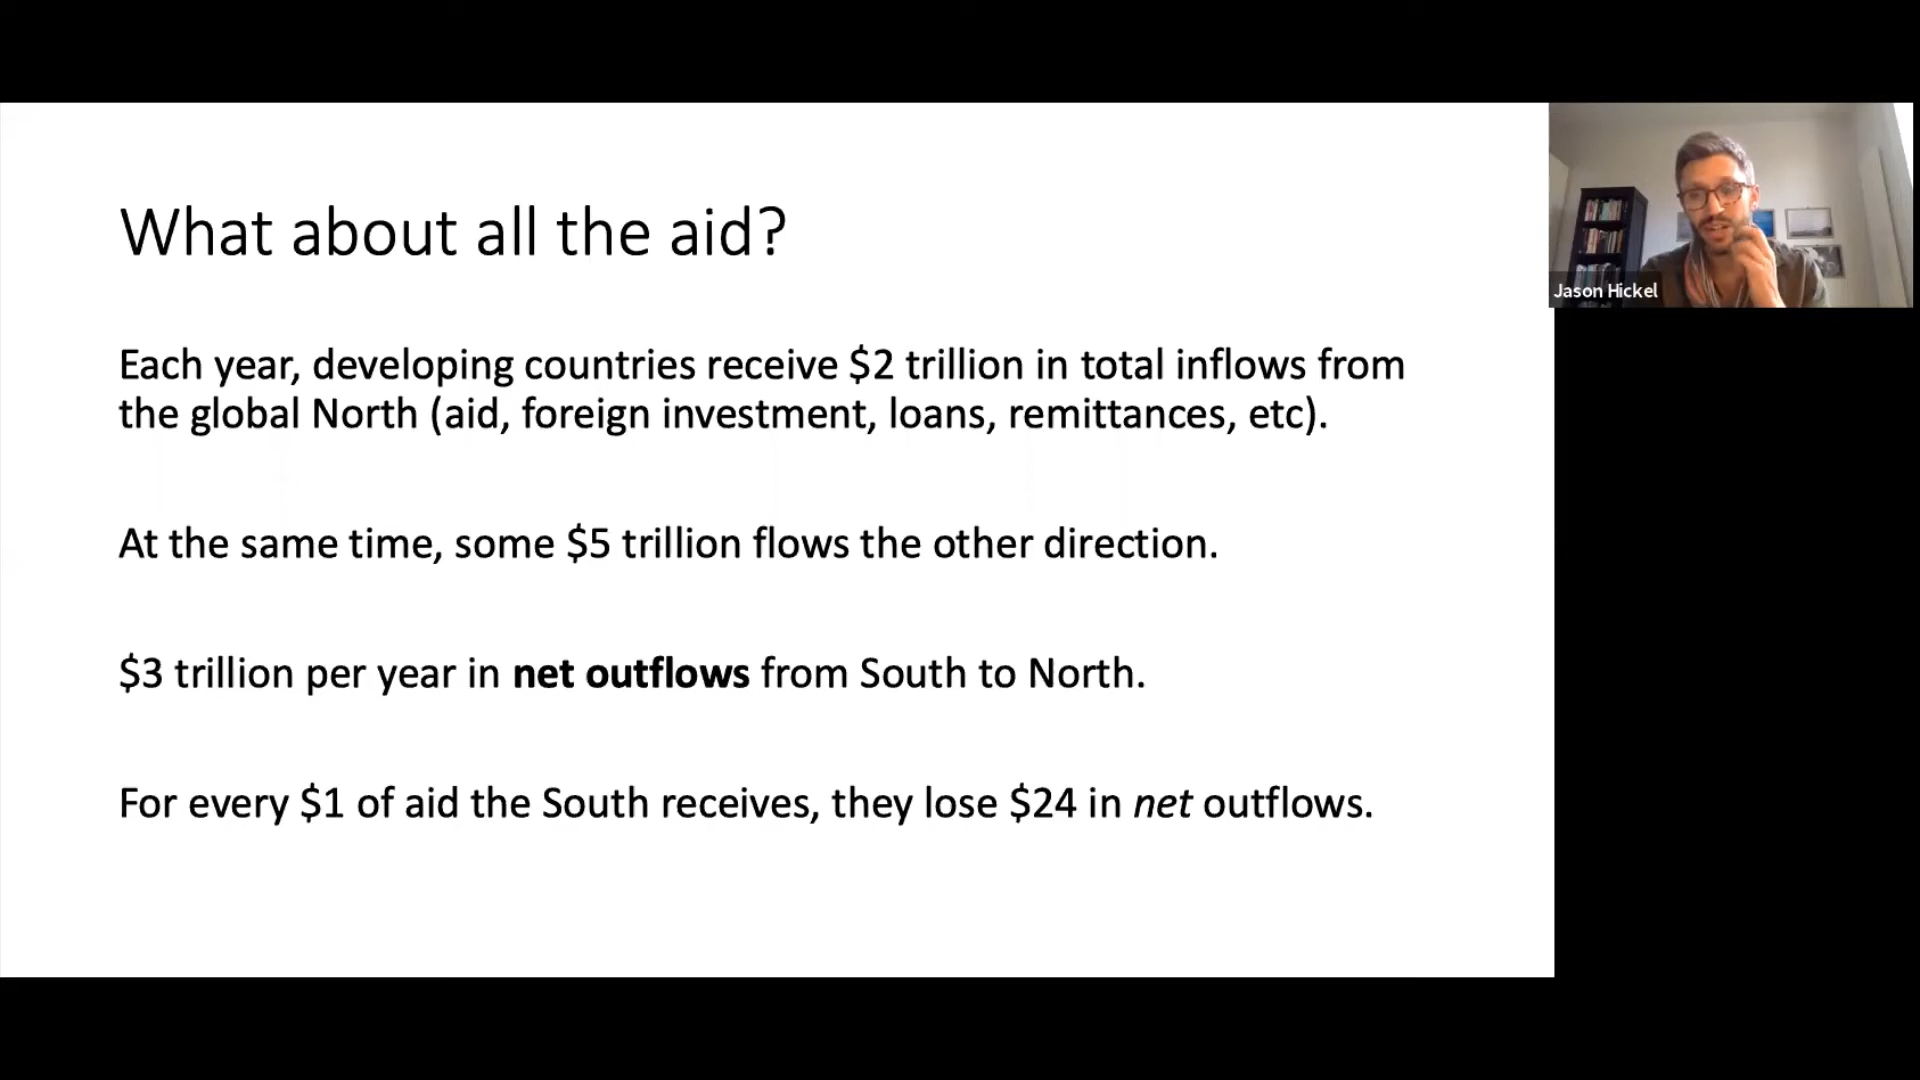 What about all the aid?
Each year, developing countries receive $2 trillion in total inflows from
the global North (aid, foreign investment, loans, remittances, etc).
At the same time, some $5 trillion flows the other direction.
$3 trillion per year in net outflows from South to North.
For every $1 of aid the South receives, they lose $24 in net outflows.
Jason Hickel